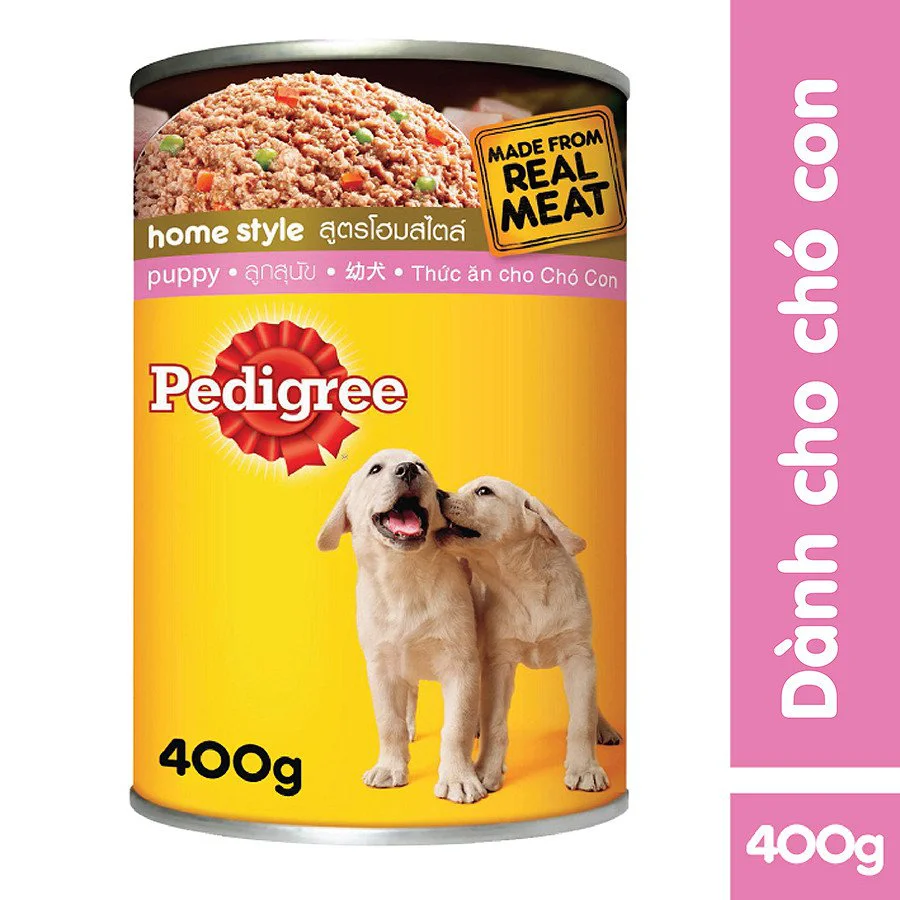 MADE FROM
REAL
MEAT
home style สูตรโฮมสไตล์
puppy • ลูกสุนัข • 幼犬 • Thức ăn cho Chó Con
Pedigree
400g
Dành cho chó con
400g